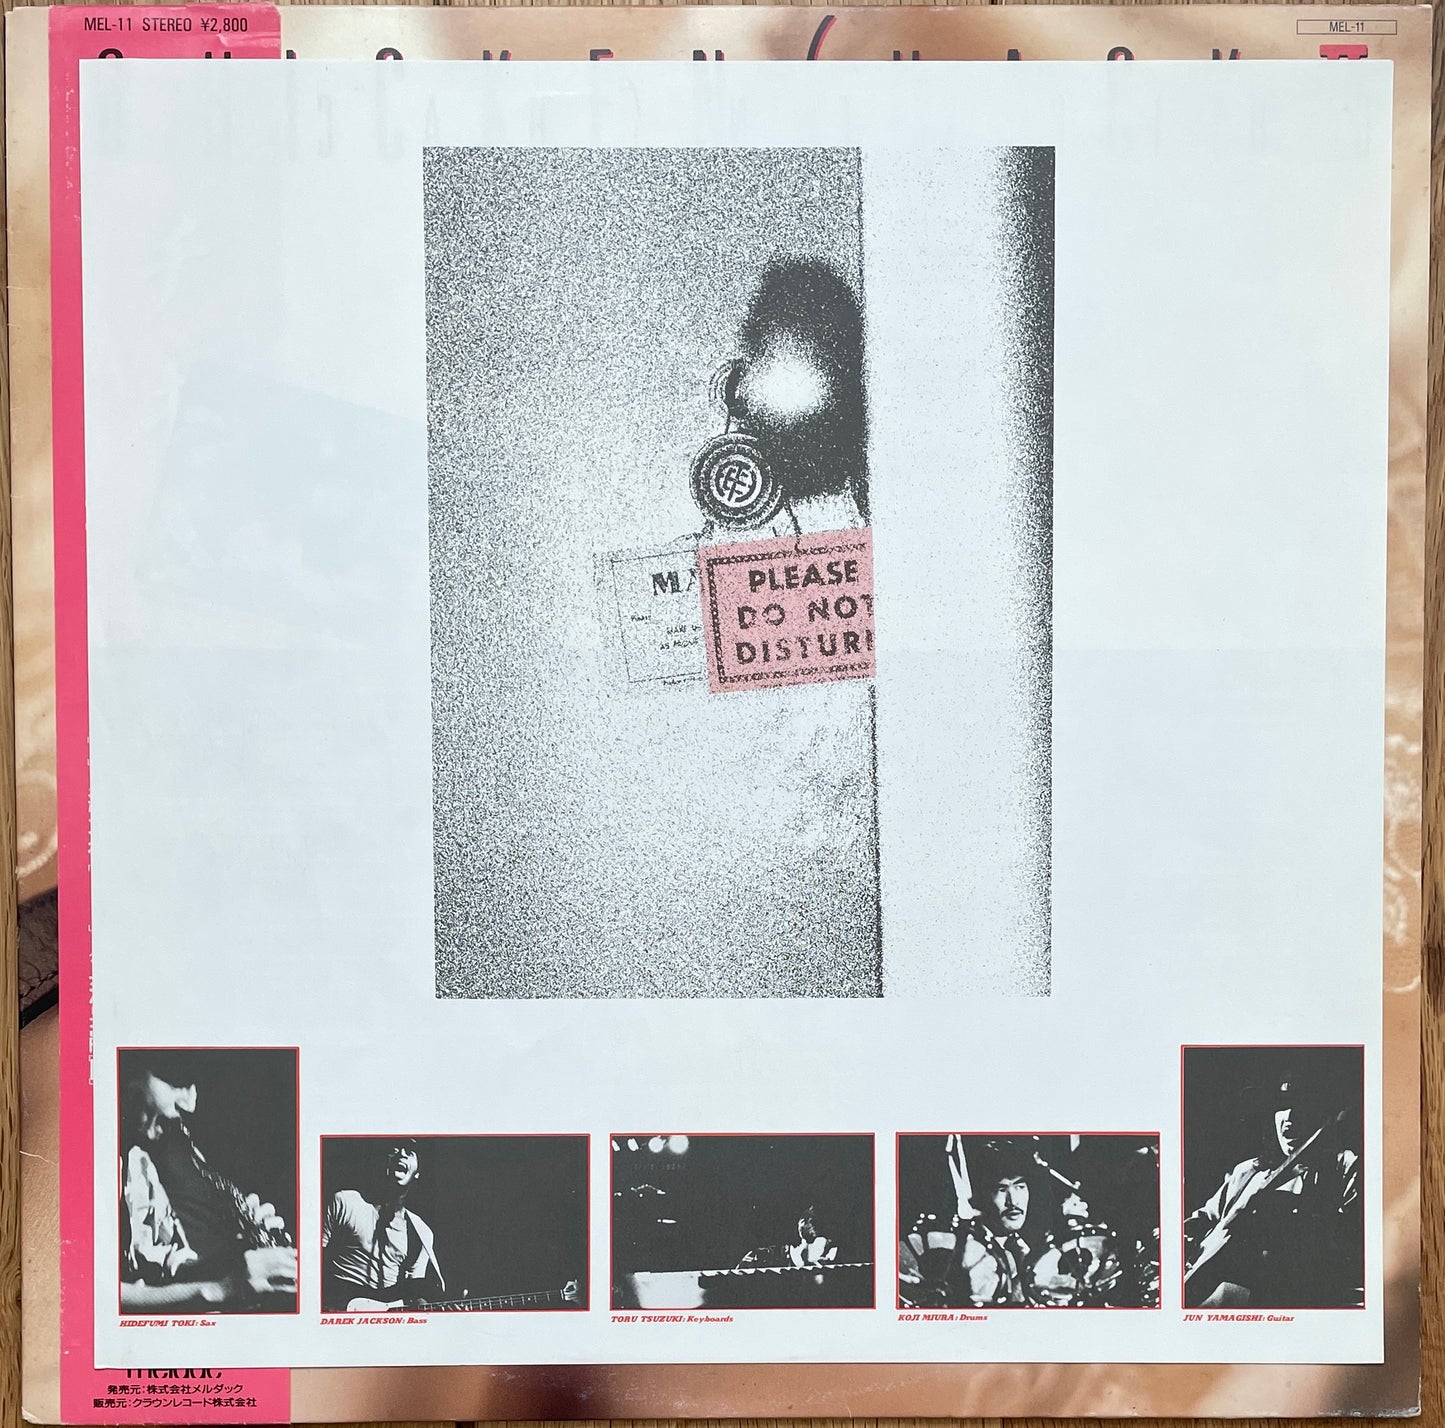 MEL-11 STEREO ¥2,800
MEL-11
MA
PLEASE
DO NOT
DISTUR
HIDEFUMI TOKI: Sax
DAREK JACKSON: Bass
TORU TSUZUKI: Keyboards
KOJI MIURA: Drums
JUN YAMAGISHI: Guitar
発売元:株式会社メルダック
販売元:クラウンレコード株式会社